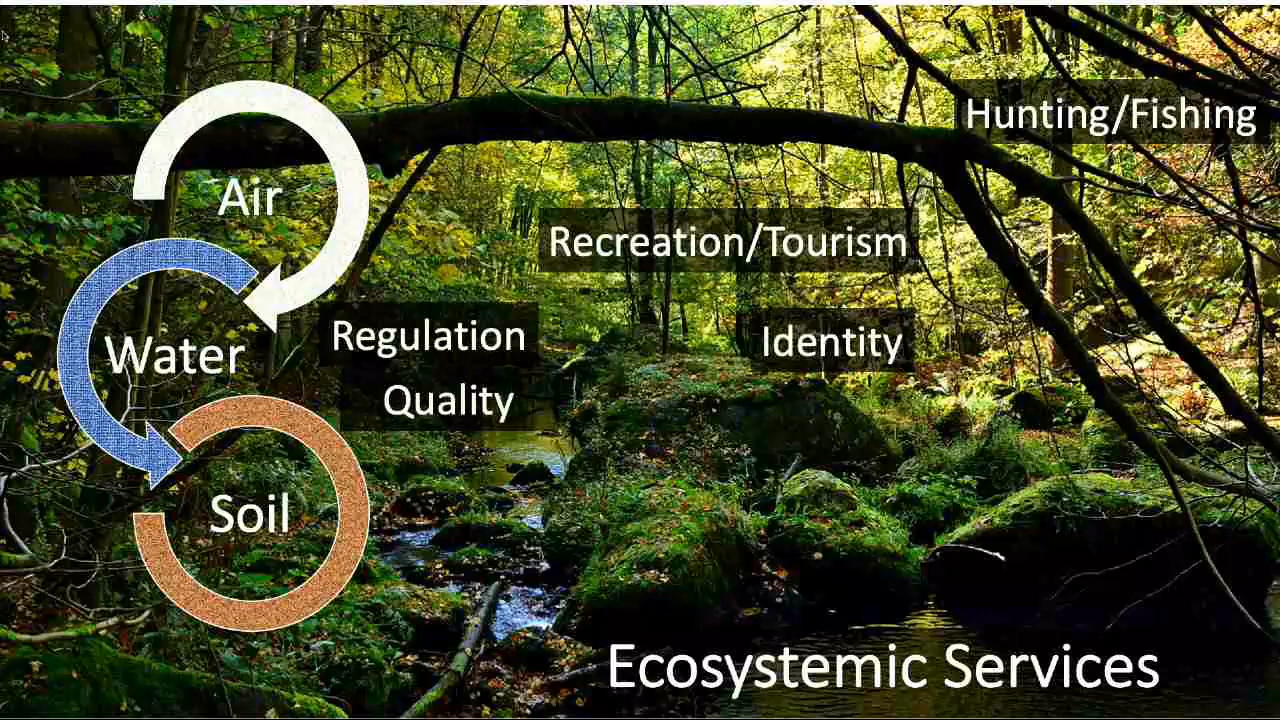 Air
Water
Soil
Regulation
Quality
Recreation/Tourism
Identity
Hunting/Fishing
Ecosystemic Services